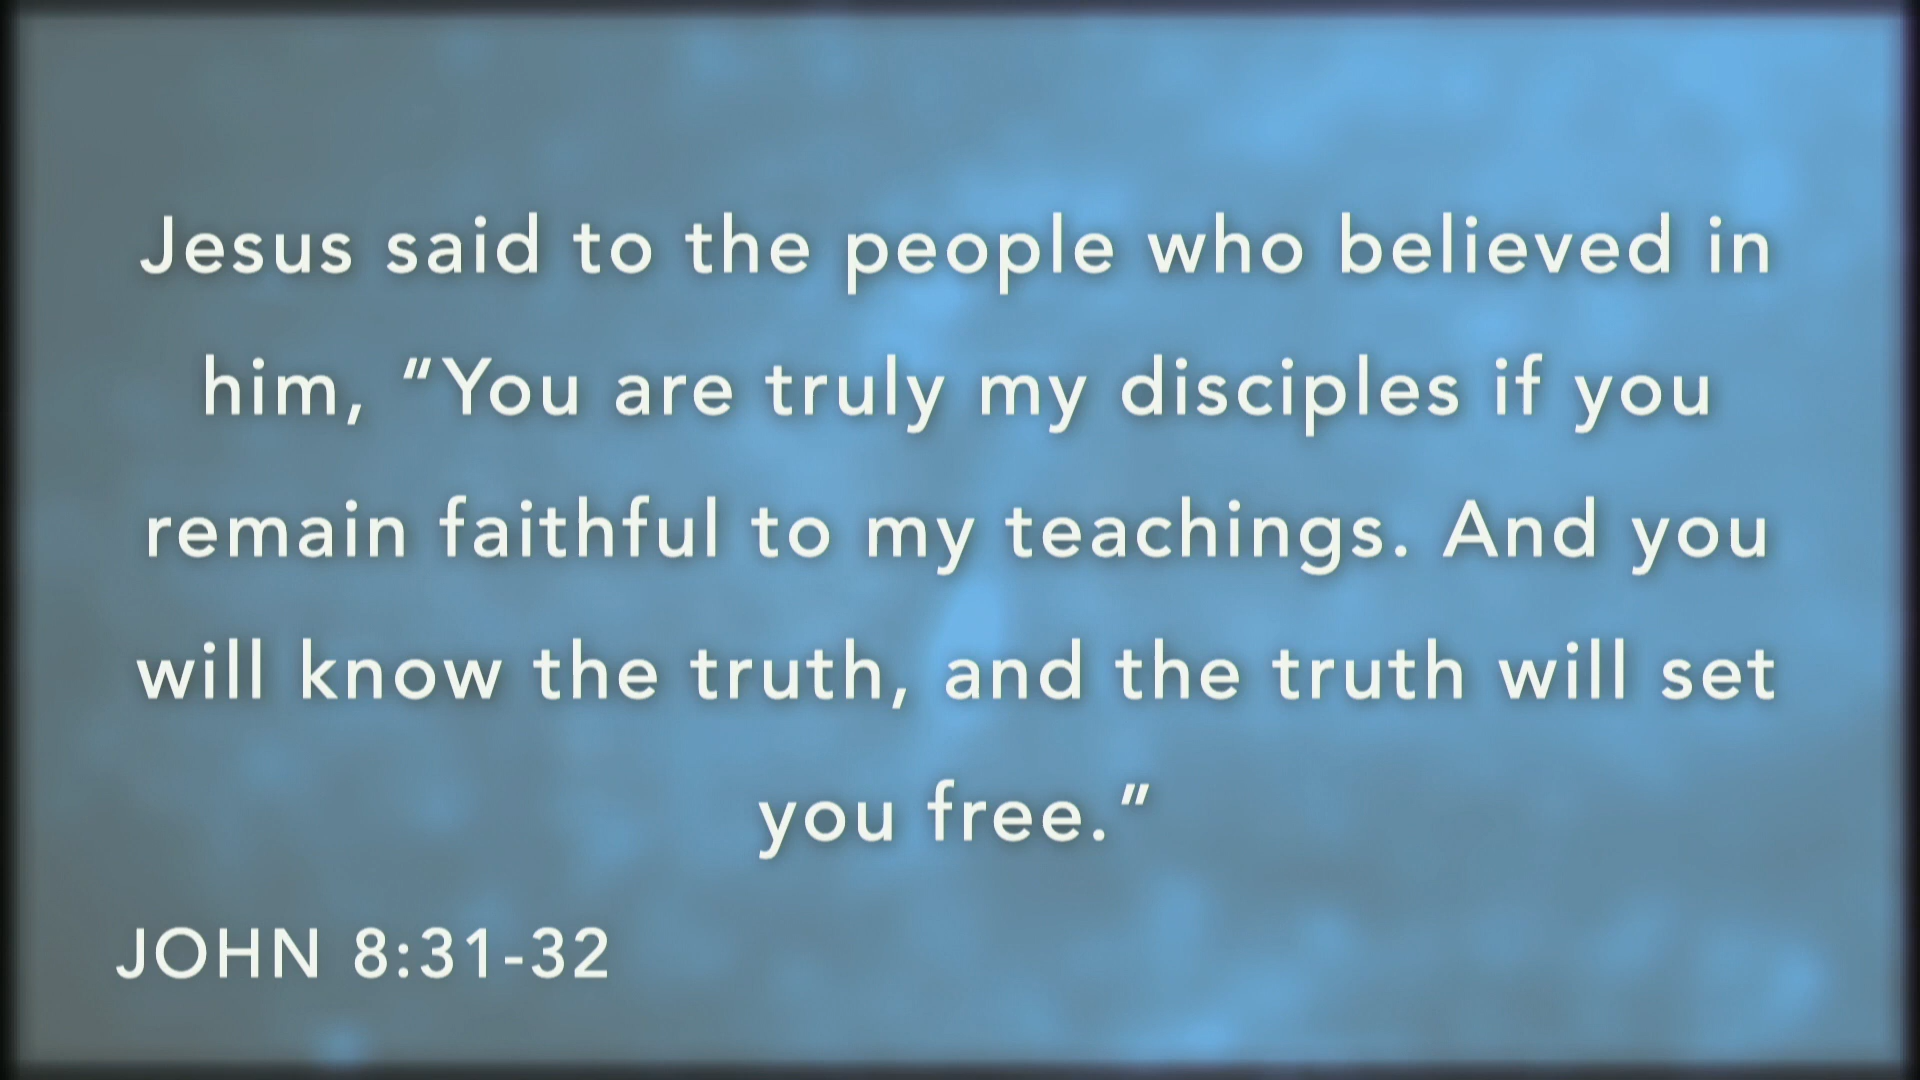 Jesus said to the people who believed in
him, “You are truly my disciples if you
remain faithful to my teachings. And you
will know the truth, and the truth will set
you free.”
JOHN 8:31-32